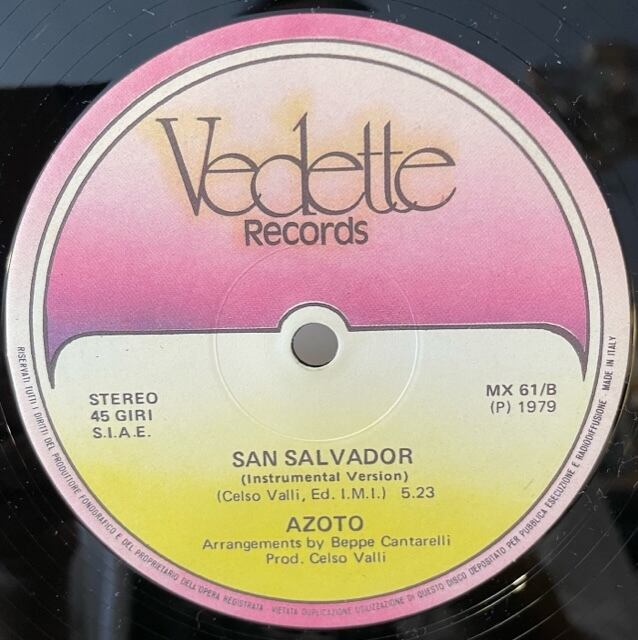 Vedette
Records
STEREO
45 GIRI
S.I.A.E.
MX 61/B
(P) 1979
SAN SALVADOR
(Instrumental Version)
(Celso Valli, Ed. I.M.I.) 5.23
AZOTO
Arrangements by Beppe Cantarelli
Prod. Celso Valli
RISERVATI TUTTI I DIRITTI DEL PRODUTTORE FONOGRAFICO E DEL PROPRIETARIO DELL'OPERA REGISTRATA - VIETATA DUPLICAZIONE UTILIZZAZIONE DI QUESTO DISCO DEPOSITATO PER PUBBLICA ESECUZIONE E RADIODIFFUSIONE - MADE IN ITALY